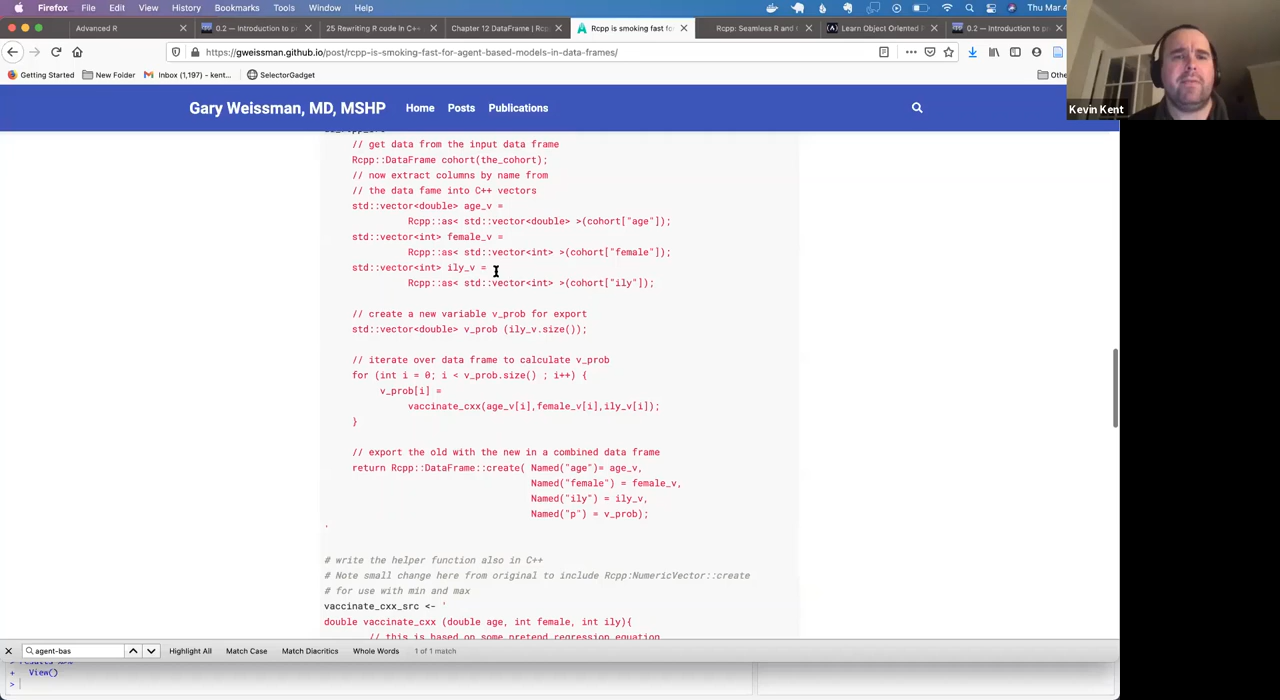 Firefox File Edit View History Bookmarks Tools Window Help Thu Mar 4
Advanced R
0.2 — Introduction to p
25 Rewriting R code in C++
Chapter 12 DataFrame | Rcpp
Rcpp is smoking fast fo
Rcpp: Seamless R and
Learn Object Oriented
0.2 — Introduction to p
https://gweissman.github.io/post/rcpp-is-smoking-fast-for-agent-based-models-in-data-frames/
Getting Started New Folder Inbox (1,197) - kent... SelectorGadget Othe
Kevin Kent
Gary Weissman, MD, MSHP Home Posts Publications
// get data from the input data frame
Rcpp::DataFrame cohort(the_cohort);
// now extract columns by name from
// the data fame into C++ vectors
std::vector<double> age_v =
Rcpp::as< std::vector<double> >(cohort["age"]);
std::vector<int> female_v =
Rcpp::as< std::vector<int> >(cohort["female"]);
std::vector<int> ily_v =
Rcpp::as< std::vector<int> >(cohort["ily"]);
// create a new variable v_prob for export
std::vector<double> v_prob (ily_v.size());
// iterate over data frame to calculate v_prob
for (int i = 0; i < v_prob.size() ; i++) {
v_prob[i] =
vaccinate_cxx(age_v[i],female_v[i],ily_v[i]);
}
// export the old with the new in a combined data frame
return Rcpp::DataFrame::create( Named("age")= age_v,
Named("female") = female_v,
Named("ily") = ily_v,
Named("p") = v_prob);
'
# write the helper function also in C++
# Note small change here from original to include Rcpp:NumericVector::create
# for use with min and max
vaccinate_cxx_src <- '
double vaccinate_cxx (double age, int female, int ily){
// this is based on some pretend regression equation
agent-bas Highlight All Match Case Match Diacritics Whole Words 1 of 1 match
+ View()
>